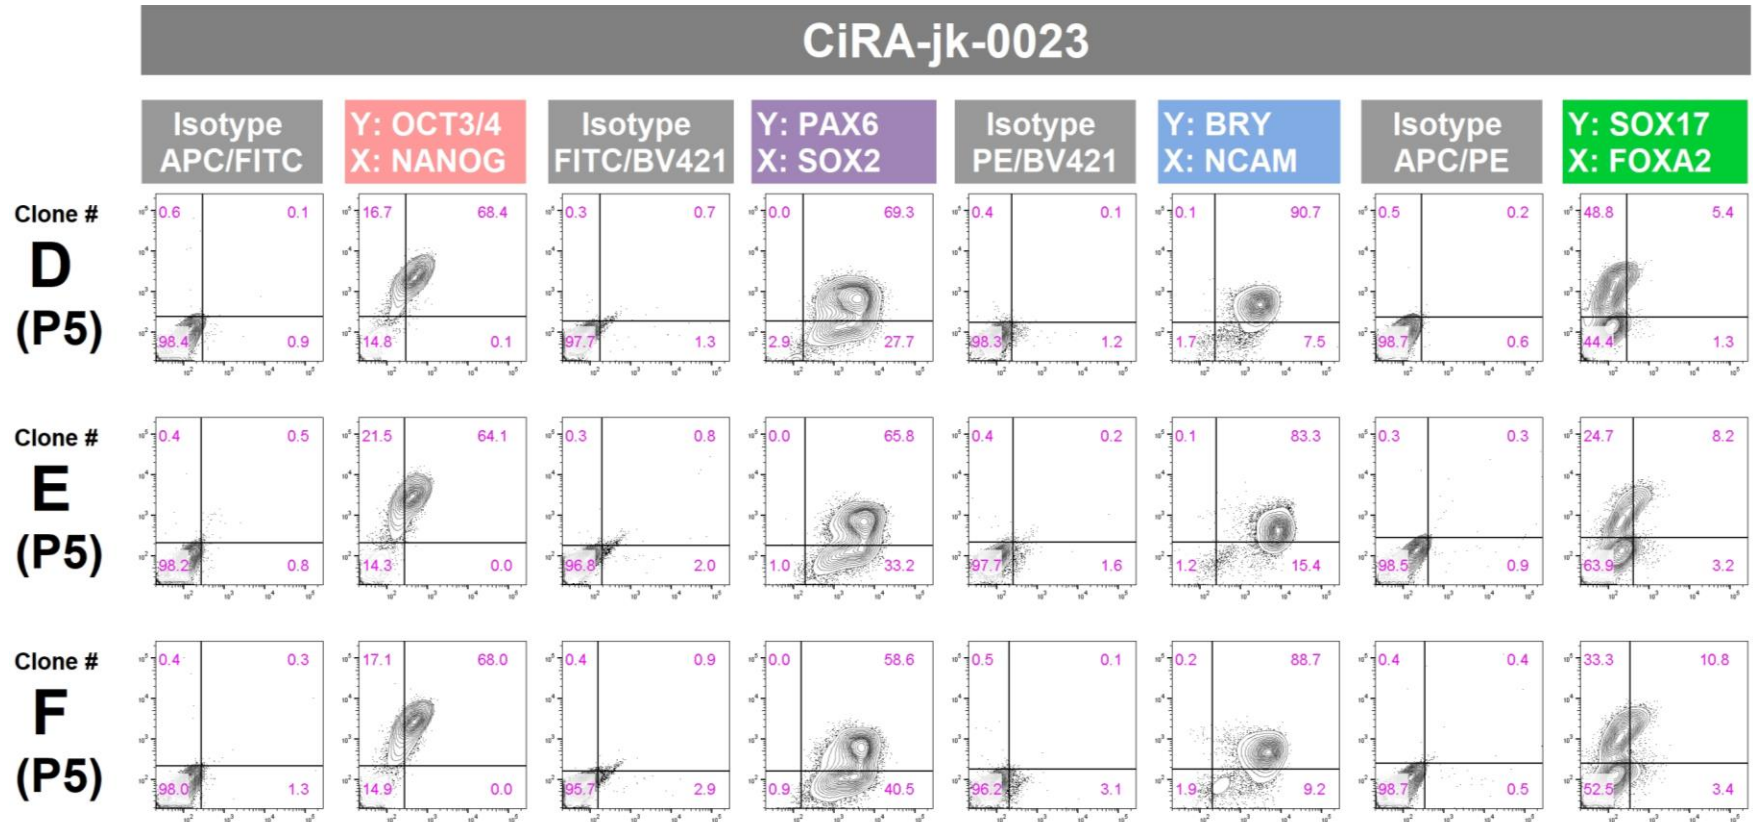 CiRA-jk-0023
Isotype APC/FITC
Y: OCT3/4 X: NANOG
Isotype FITC/BV421
Y: PAX6 X: SOX2
Isotype PE/BV421
Y: BRY X: NCAM
Isotype APC/PE
Y: SOX17 X: FOXA2
Clone #
D
(P5)
0.6 0.1 16.7 68.4 0.3 0.7 0.0 69.3 0.4 0.1 0.1 90.7 0.5 0.2 48.8 5.4
98.4 0.9 14.8 0.1 97.7 1.3 2.9 27.7 98.3 1.2 1.7 7.5 98.7 0.6 44.4 1.3
Clone #
E
(P5)
0.4 0.5 21.5 64.1 0.3 0.8 0.0 65.8 0.4 0.2 0.1 83.3 0.3 0.3 24.7 8.2
98.2 0.8 14.3 0.0 96.8 2.0 1.0 33.2 97.7 1.6 1.2 15.4 98.5 0.9 63.9 3.2
Clone #
F
(P5)
0.4 0.3 17.1 68.0 0.4 0.9 0.0 58.6 0.5 0.1 0.2 88.7 0.4 0.4 33.3 10.8
98.0 1.3 14.9 0.0 95.7 2.9 0.9 40.5 96.2 3.1 1.9 9.2 98.7 0.5 52.5 3.4